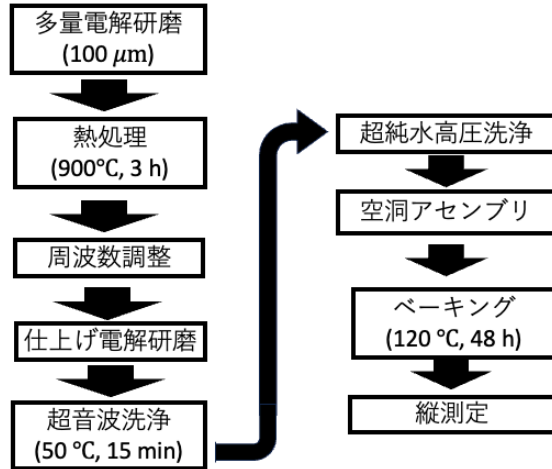 多量電解研磨
(100 μm)
熱処理
(900℃, 3 h)
周波数調整
仕上げ電解研磨
超音波洗浄
(50 ℃, 15 min)
超純水高圧洗浄
空洞アセンブリ
ベーキング
(120 ℃, 48 h)
縦測定